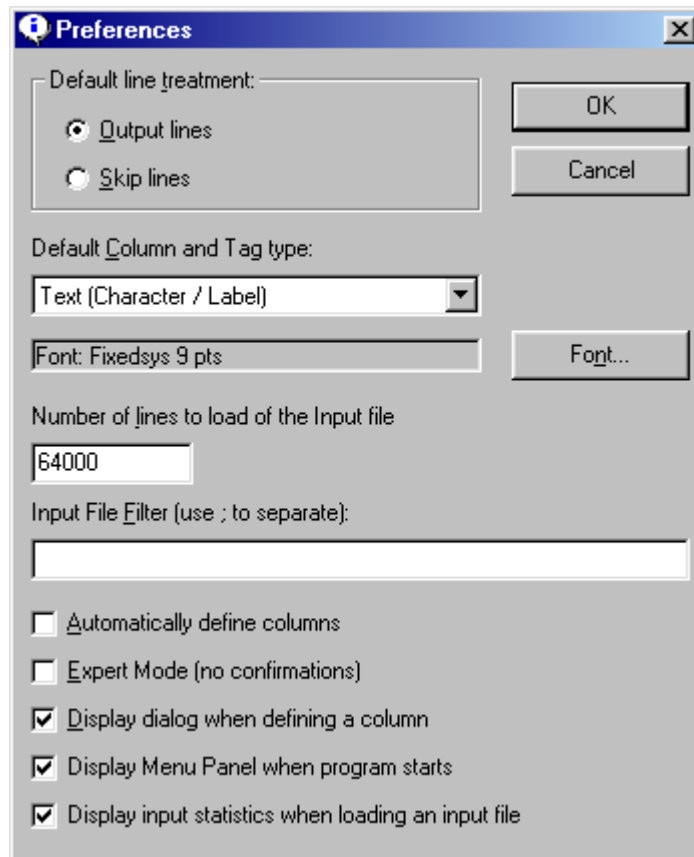 Preferences
Default line treatment:
Output lines
Skip lines
OK
Cancel
Default Column and Tag type:
Text (Character / Label)
Font: Fixedsys 9 pts
Font...
Number of lines to load of the Input file
64000
Input File Filter (use ; to separate):
Automatically define columns
Expert Mode (no confirmations)
Display dialog when defining a column
Display Menu Panel when program starts
Display input statistics when loading an input file